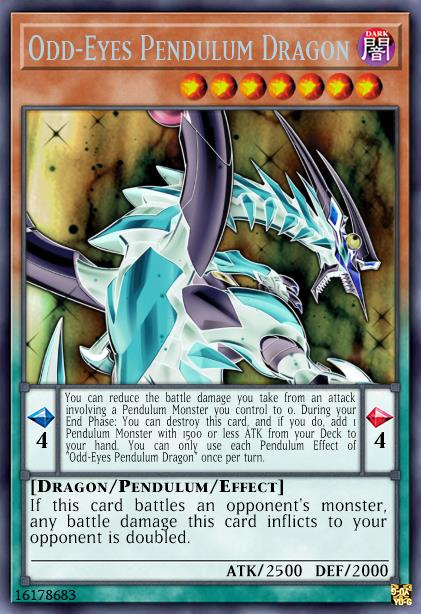 Odd-Eyes Pendulum Dragon
DARK
闇
You can reduce the battle damage you take from an attack
involving a Pendulum Monster you control to 0. During your
End Phase: You can destroy this card, and if you do, add 1
Pendulum Monster with 1500 or less ATK from your Deck to
your hand. You can only use each Pendulum Effect of
"Odd-Eyes Pendulum Dragon" once per turn.
4
4
[Dragon/Pendulum/Effect]
If this card battles an opponent's monster,
any battle damage this card inflicts to your
opponent is doubled.
ATK/2500 DEF/2000
16178683